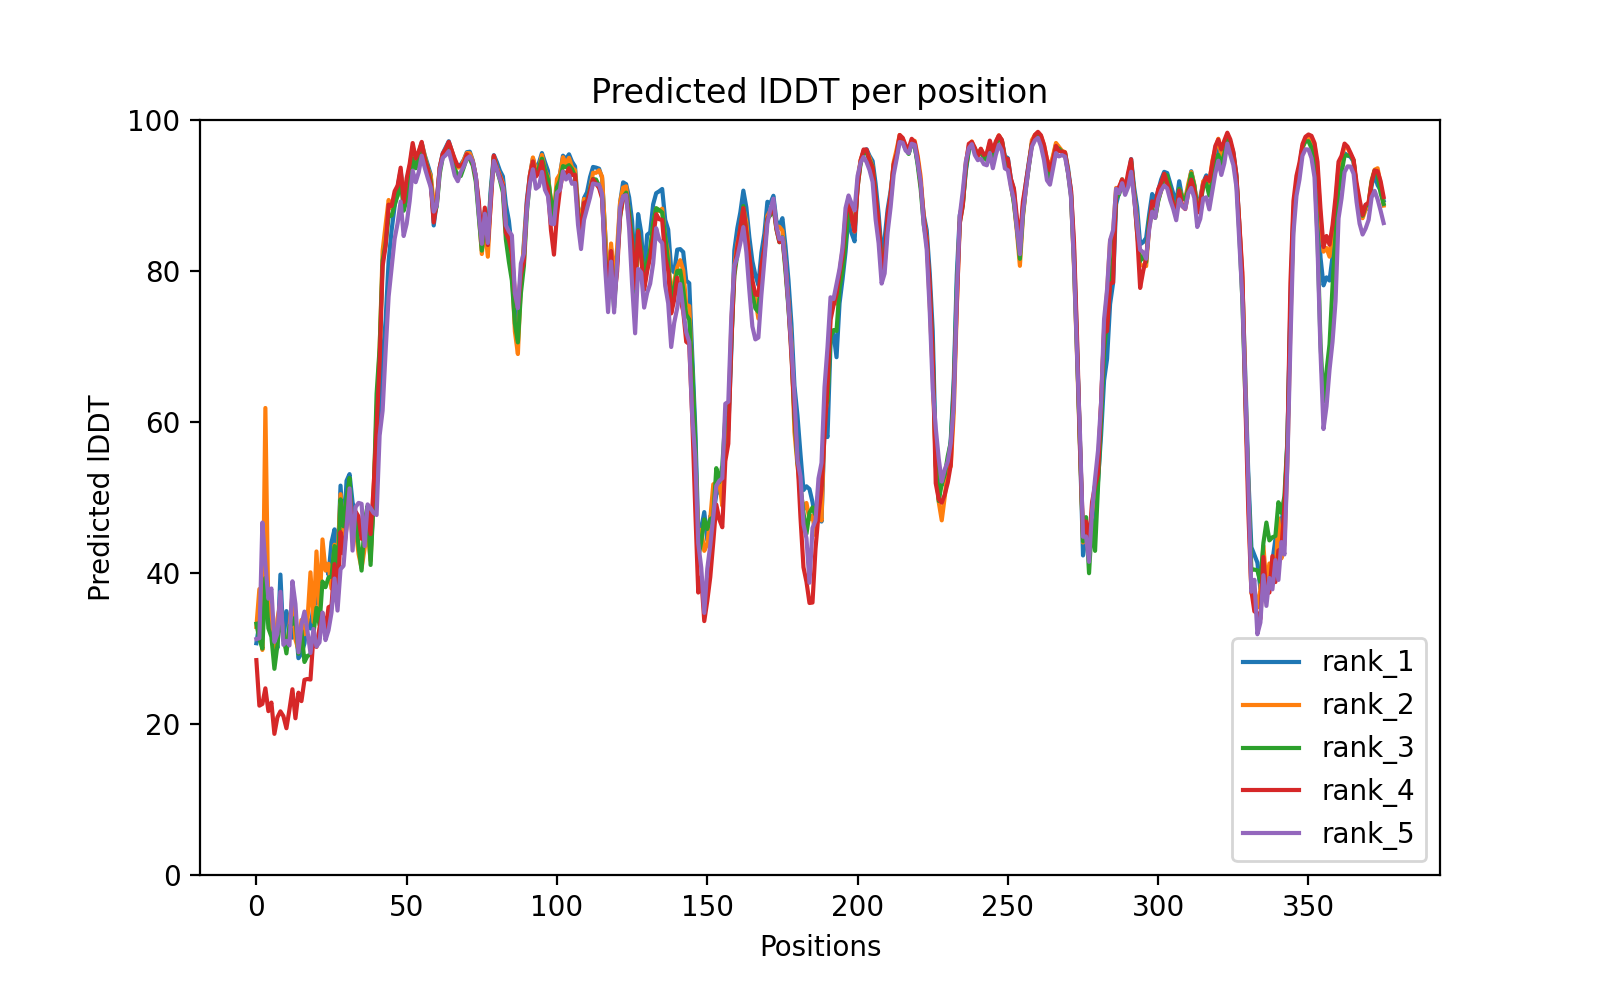 Predicted lDDT per position
100
80
60
40
20
0
Predicted lDDT
0 50 100 150 200 250 300 350
Positions
rank_1
rank_2
rank_3
rank_4
rank_5